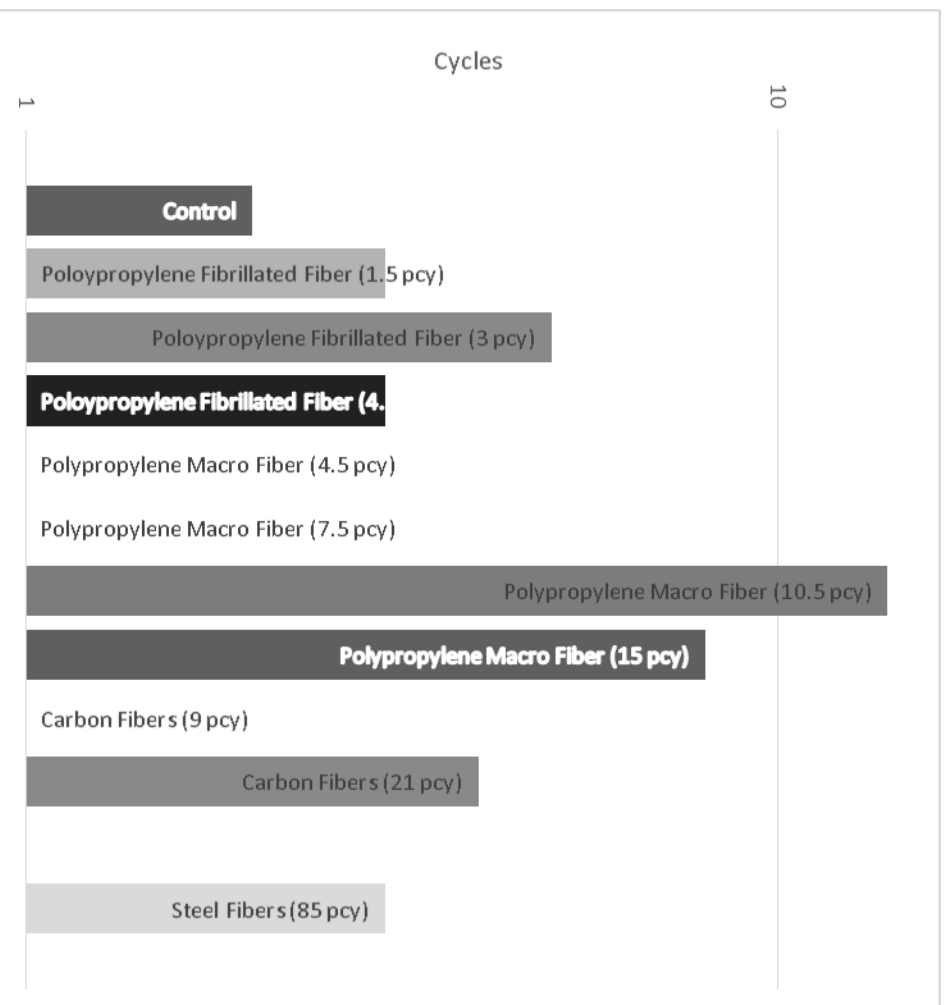 Cycles
1
10
Control
Poloypropylene Fibrillated Fiber (1.5 pcy)
Poloypropylene Fibrillated Fiber (3 pcy)
Poloypropylene Fibrillated Fiber (4.
Polypropylene Macro Fiber (4.5 pcy)
Polypropylene Macro Fiber (7.5 pcy)
Polypropylene Macro Fiber (10.5 pcy)
Polypropylene Macro Fiber (15 pcy)
Carbon Fibers (9 pcy)
Carbon Fibers (21 pcy)
Steel Fibers (85 pcy)